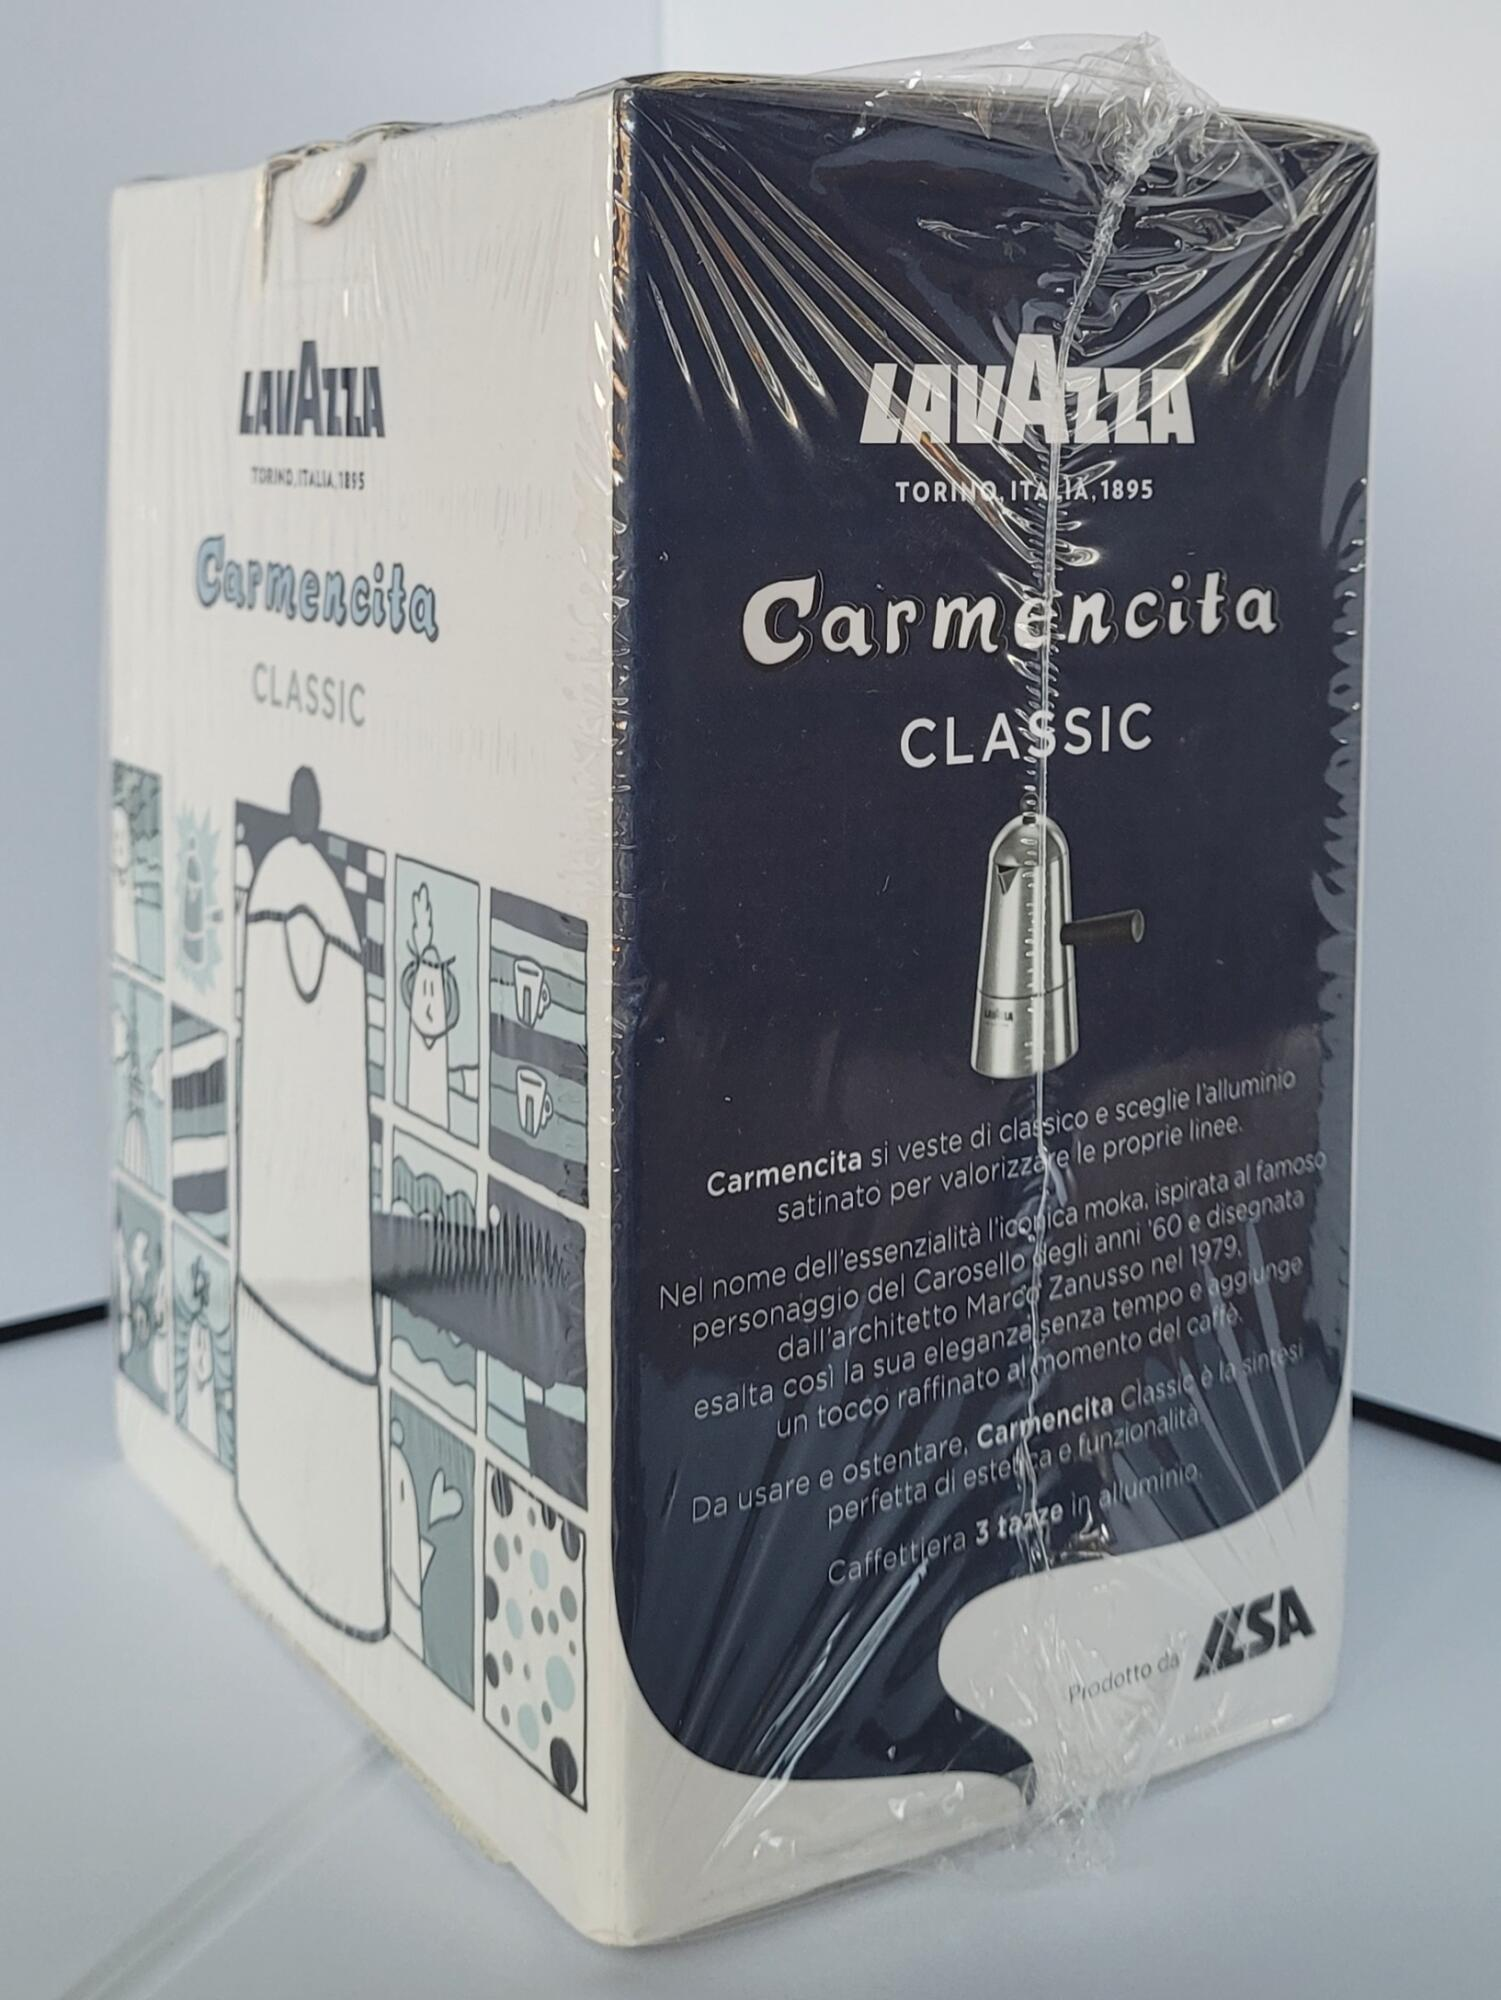 LAVAZZA
TORINO, ITALIA, 1895
Carmencita
CLASSIC
LAVAZZA
TORINO, ITALIA, 1895
Carmencita
CLASSIC
LAVAZZA
Carmencita si veste di classico e sceglie l'alluminio
satinato per valorizzare le proprie linee.
Nel nome dell'essenzialità l'iconica moka, ispirata al famoso
personaggio del Carosello degli anni '60 e disegnata
dall'architetto Marco Zanusso nel 1979,
esalta così la sua eleganza senza tempo e aggiunge
un tocco raffinato al momento del caffè.
Da usare e ostentare, Carmencita Classic è la sintesi
perfetta di estetica e funzionalità.
Caffettiera 3 tazze in alluminio.
Prodotto da ILSA